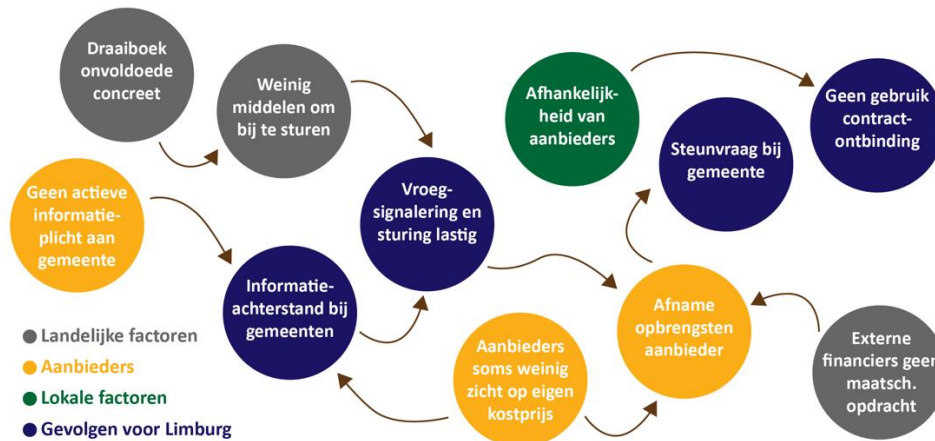 Draaiboek
onvoldoede
concreet
Weinig
middelen om
bij te sturen
Afhankelijk-
heid van
aanbieders
Geen gebruik
contract-
ontbinding
Steunvraag bij
gemeente
Geen actieve
informatie-
plicht aan
gemeente
Vroeg-
signalering en
sturing lastig
Informatie-
achterstand bij
gemeenten
Afname
opbrengsten
aanbieder
Aanbieders
soms weinig
zicht op eigen
kostprijs
Externe
financiers geen
maatsch.
opdracht
Landelijke factoren
Aanbieders
Lokale factoren
Gevolgen voor Limburg